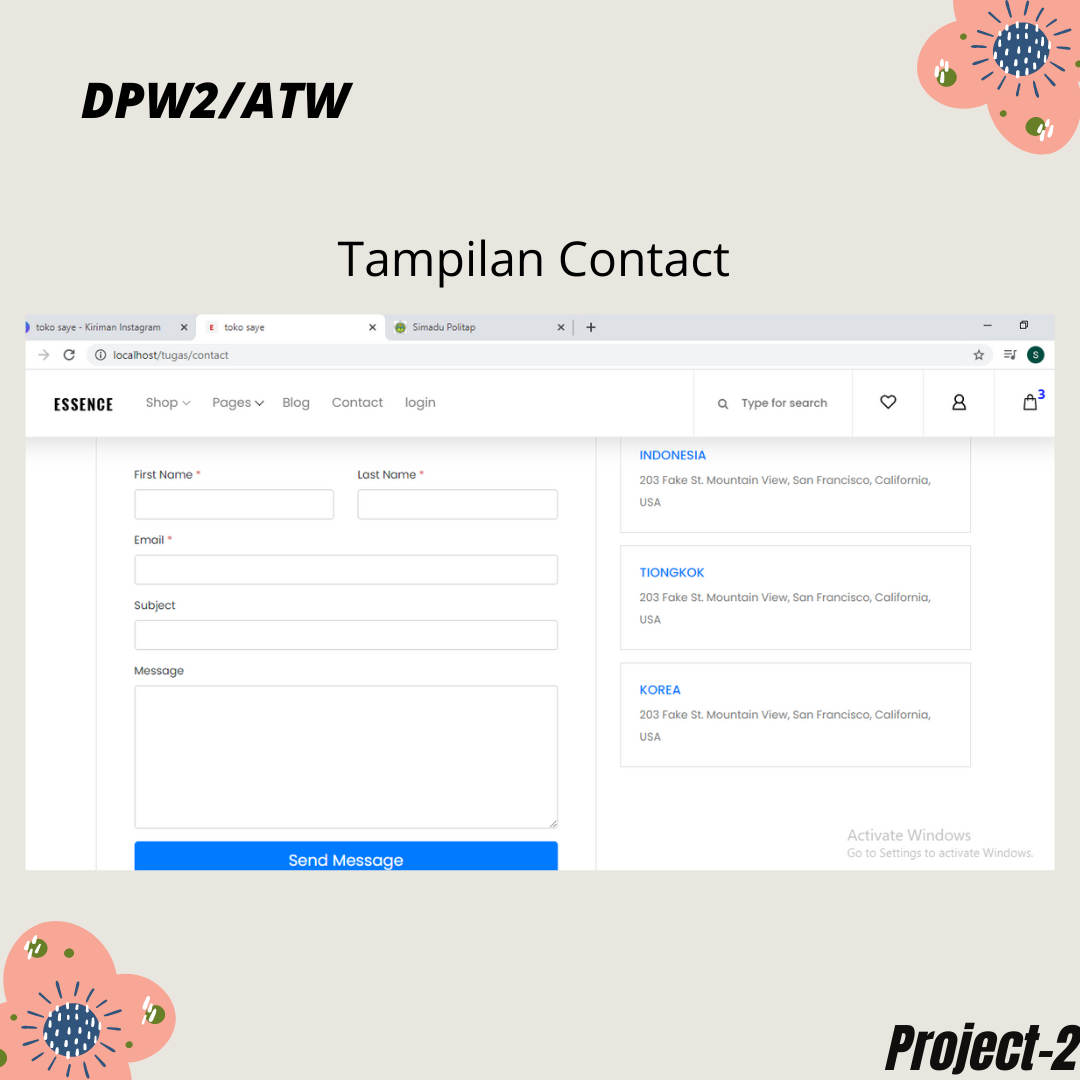 DPW2/ATW
Tampilan Contact
toko saye - Kiriman Instagram
toko saye
Simadu Politap
localhost/tugas/contact
S
ESSENCE
Shop
Pages
Blog
Contact
login
Type for search
3
First Name *
Last Name *
Email *
Subject
Message
Send Message
INDONESIA
203 Fake St. Mountain View, San Francisco, California,
USA
TIONGKOK
203 Fake St. Mountain View, San Francisco, California,
USA
KOREA
203 Fake St. Mountain View, San Francisco, California,
USA
Activate Windows
Go to Settings to activate Windows.
Project-2